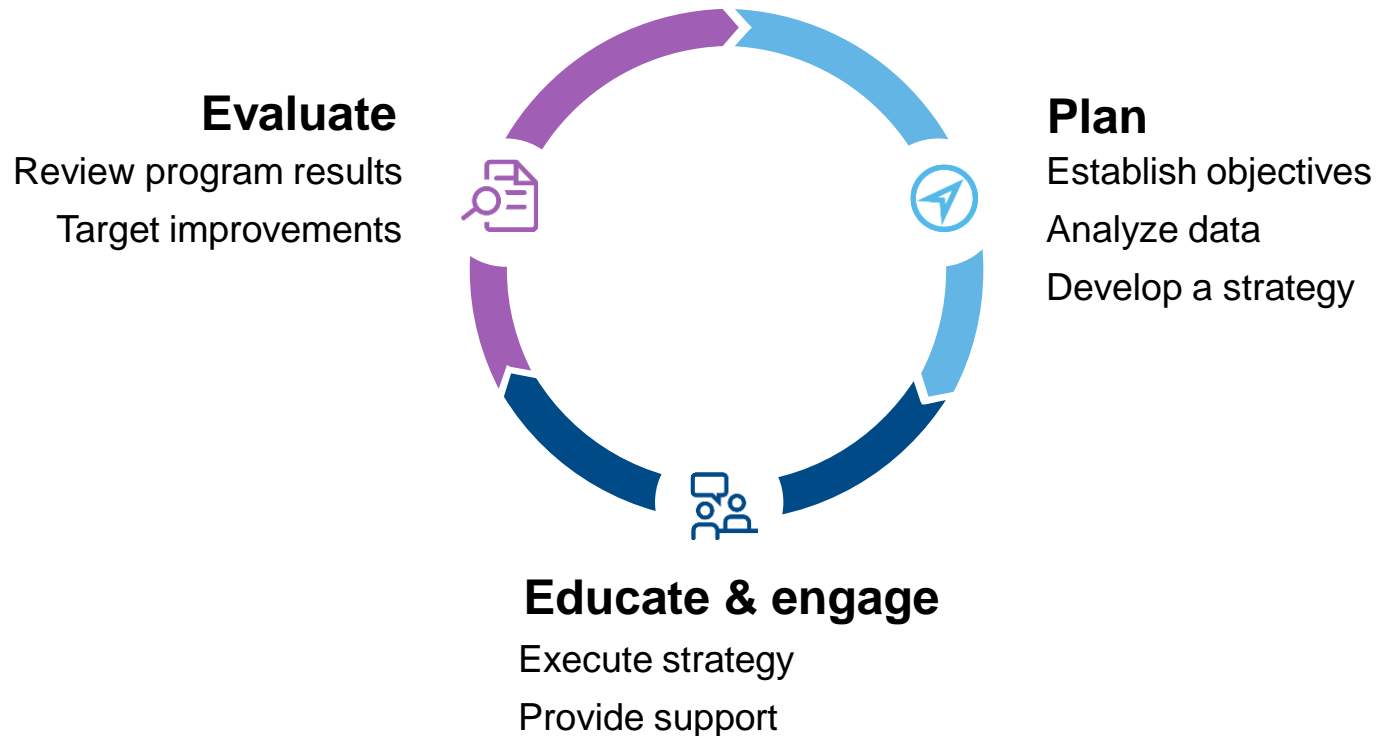 Evaluate
Review program results
Target improvements
Plan
Establish objectives
Analyze data
Develop a strategy
Educate & engage
Execute strategy
Provide support